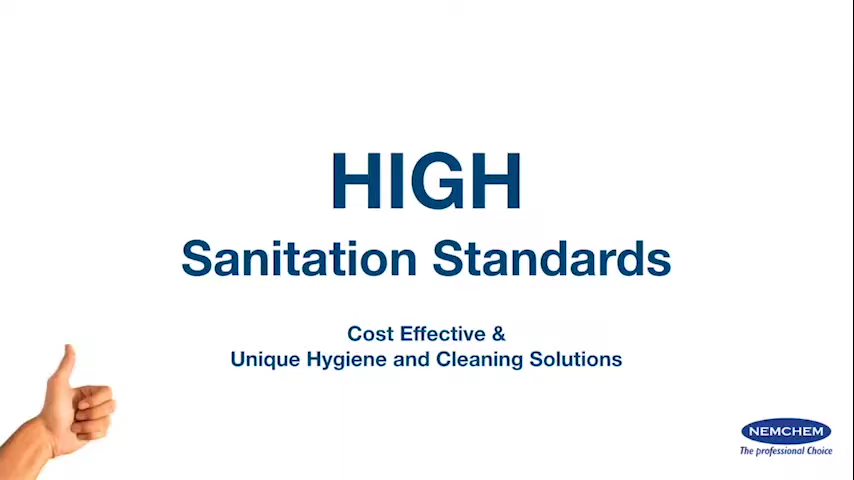 HIGH
Sanitation Standards
Cost Effective &
Unique Hygiene and Cleaning Solutions
NEMCHEM
The professional Choice